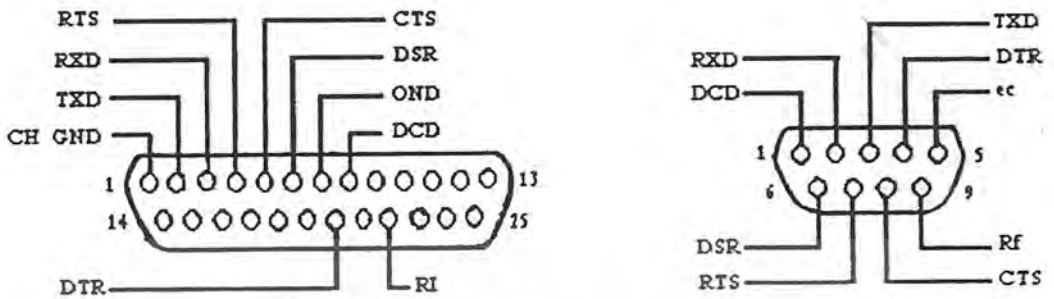 RTS CTS
RXD DSR
TXD OND
CH GND DCD
1 13
14 25
DTR RI
TXD
RXD DTR
DCD ec
1 5
6 9
DSR Rf
RTS CTS